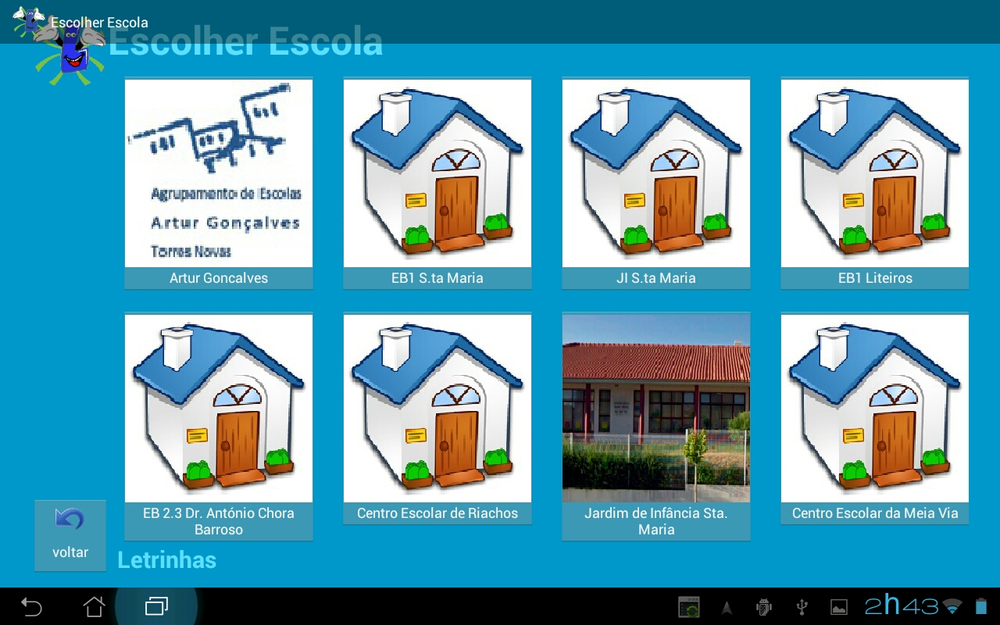 Escolher Escola
Escolher Escola
Agrupamento de Escolas
Artur Gonçalves
Torres Novas
Artur Goncalves
EB1 S.ta Maria
JI S.ta Maria
EB1 Liteiros
EB 2.3 Dr. António Chora
Barroso
Centro Escolar de Riachos
Jardim de Infância Sta.
Maria
Centro Escolar da Meia Via
voltar
Letrinhas
2h43